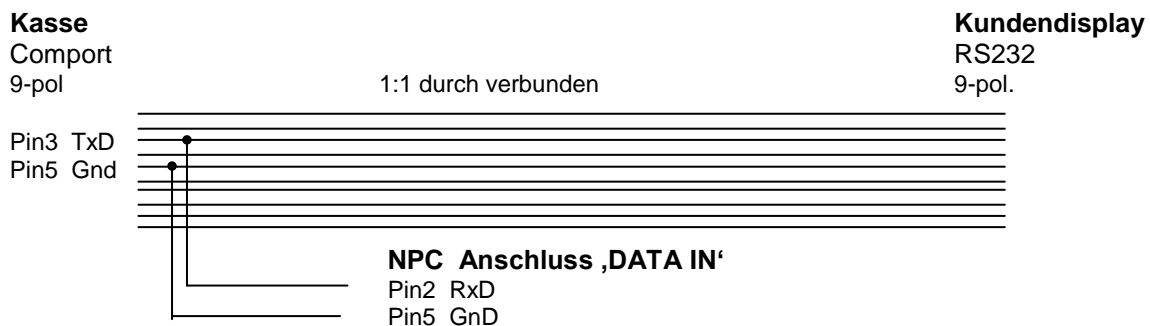 Kasse
Kundendisplay
Comport
RS232
9-pol
1:1 durch verbunden
9-pol.
Pin3 TxD
Pin5 Gnd
NPC Anschluss ‚DATA IN‘
Pin2 RxD
Pin5 GnD